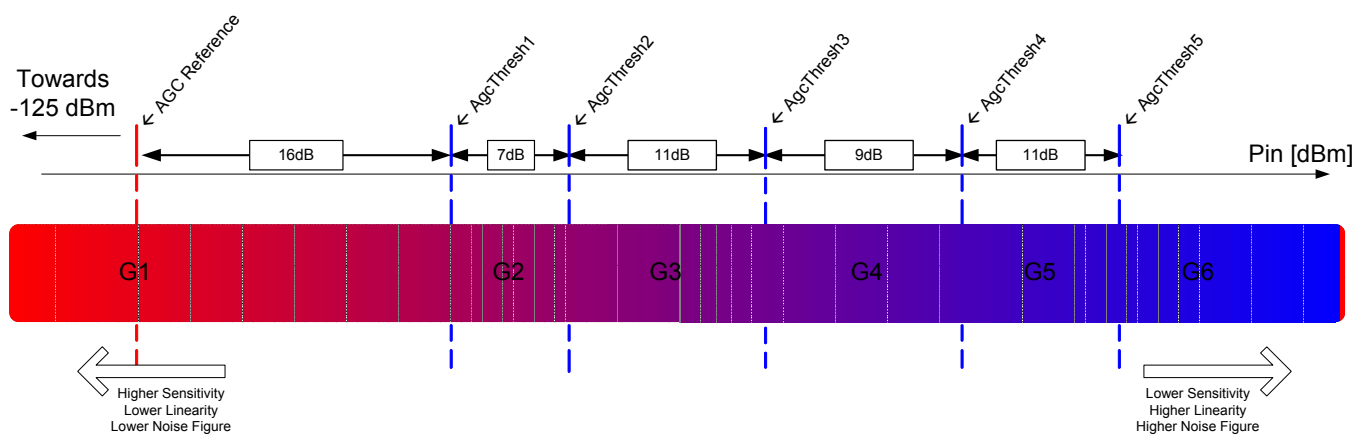 Towards
-125 dBm
← AGC Reference
← AgcThresh1
← AgcThresh2
← AgcThresh3
← AgcThresh4
← AgcThresh5
16dB
7dB
11dB
9dB
11dB
Pin [dBm]
G1
G2
G3
G4
G5
G6
Higher Sensitivity
Lower Linearity
Lower Noise Figure
Lower Sensitivity
Higher Linearity
Higher Noise Figure